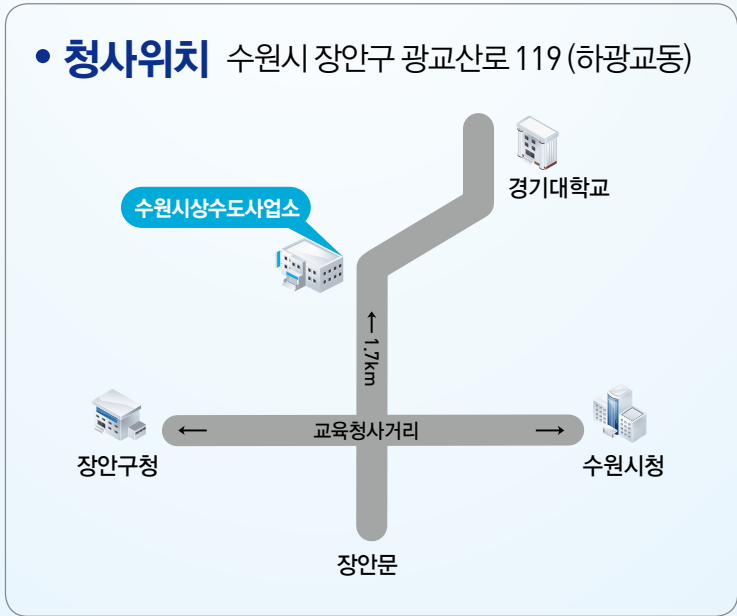 • 청사위치 수원시 장안구 광교산로 119 (하광교동)
경기대학교
수원시상수도사업소
← 1.7km
← 교육청사거리 →
장안구청
수원시청
장안문